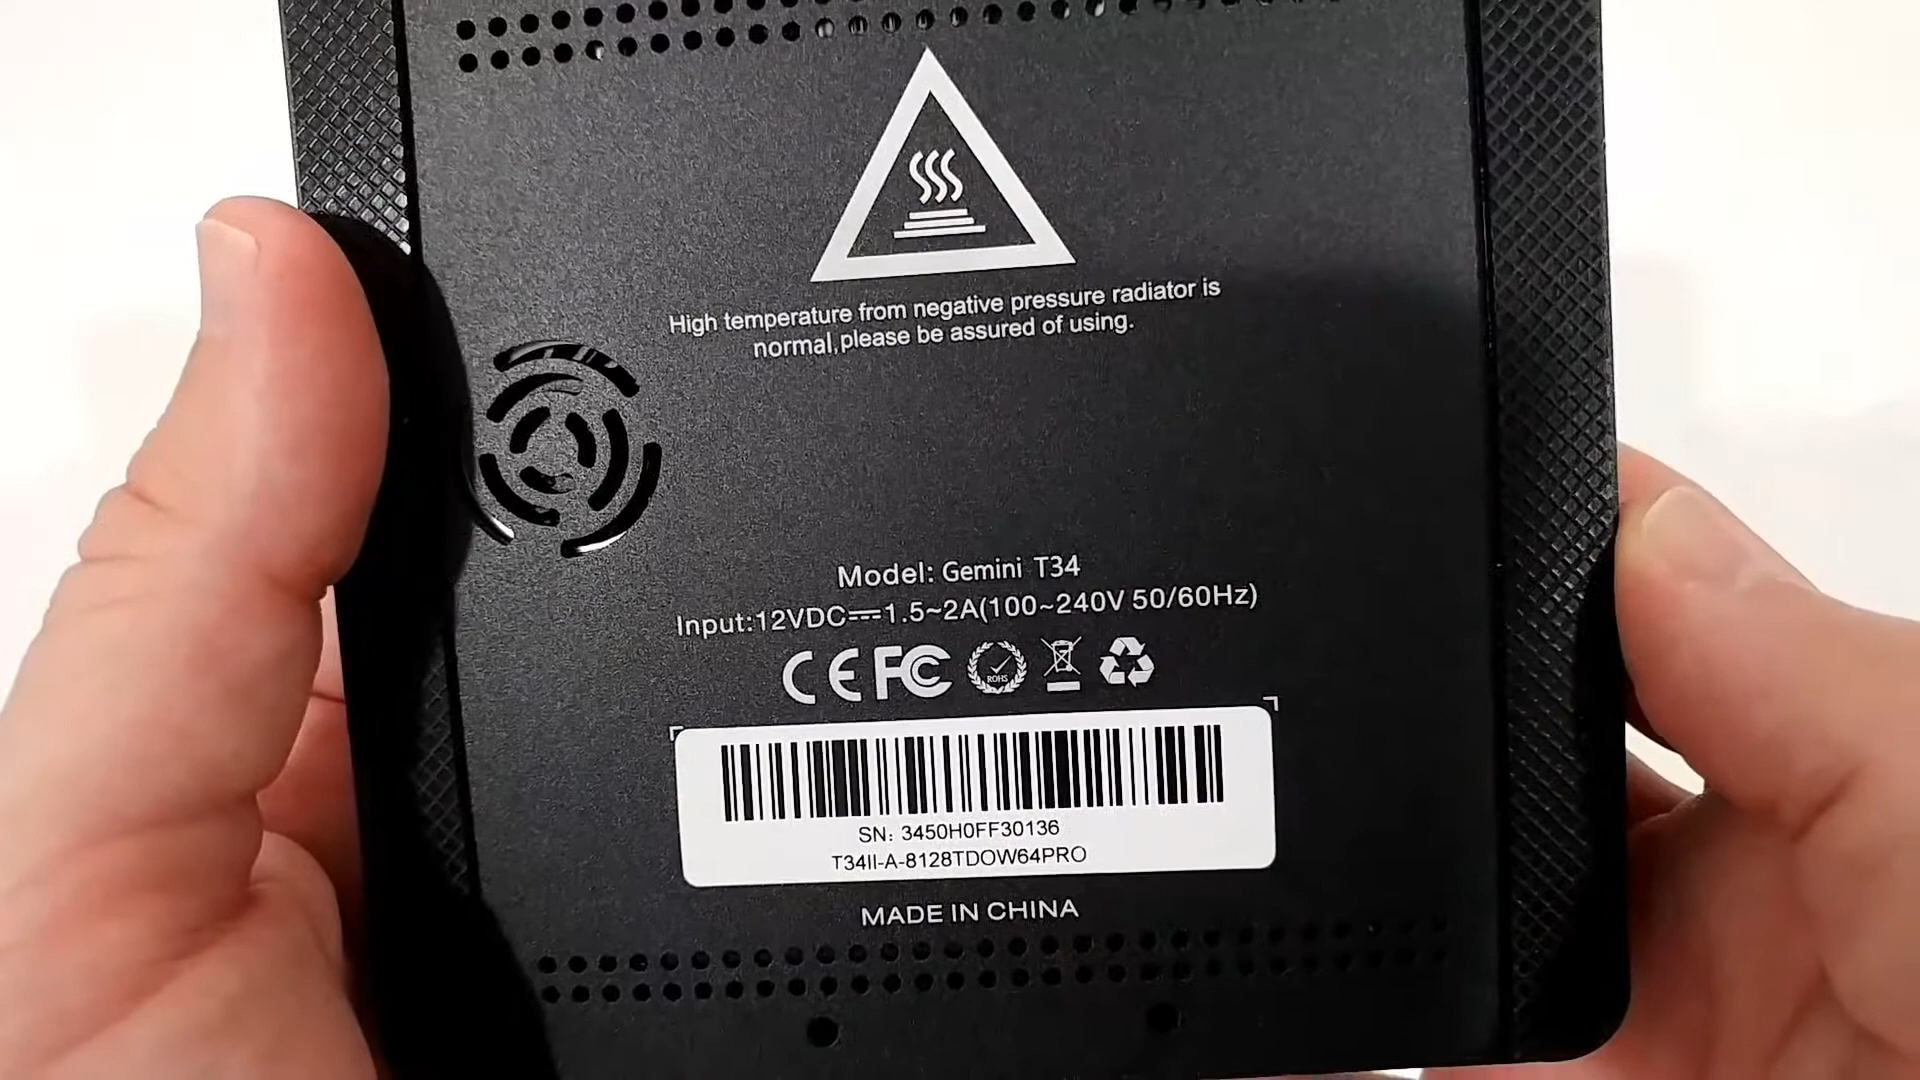 High temperature from negative pressure radiator is
normal,please be assured of using.
Model: Gemini T34
Input:12VDC⎓1.5~2A(100~240V 50/60Hz)
CE FC ROHS
SN: 3450H0FF30136
T34II-A-8128TDOW64PRO
MADE IN CHINA